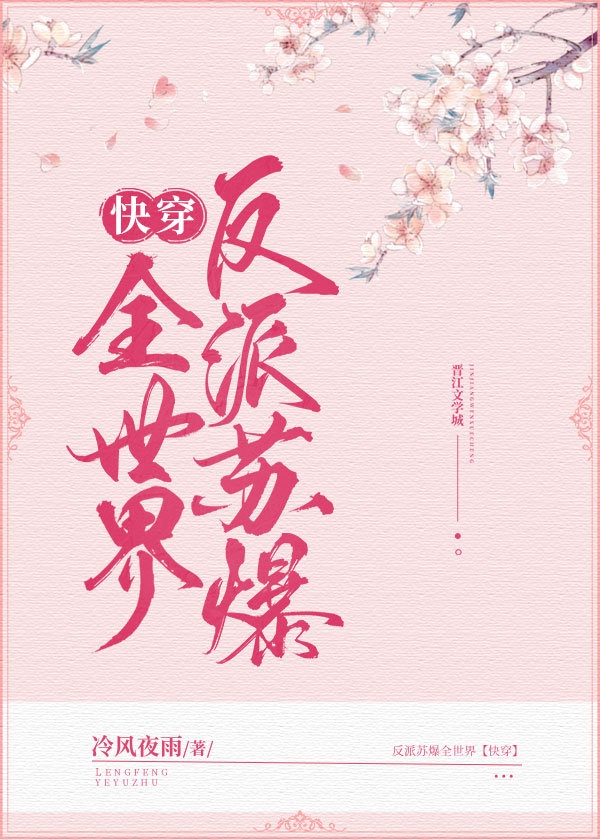 快穿
反派苏爆
全世界
晋江文学城
JINJIANGWENXUECHENG
冷风夜雨/著/
LENGFENG
YEYUZHU
反派苏爆全世界【快穿】